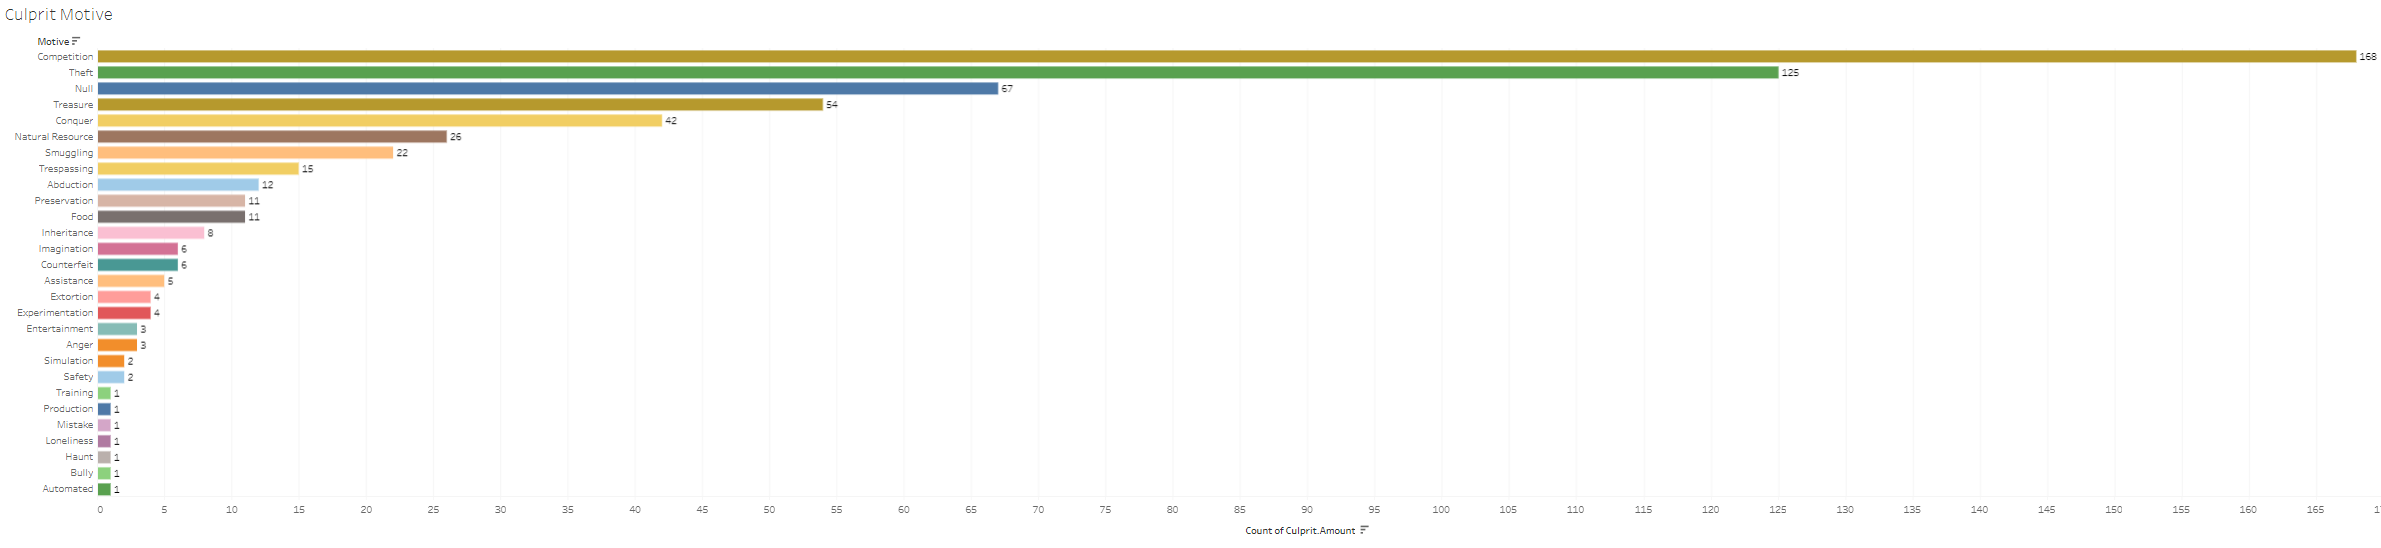 Culprit Motive
Motive
Competition 168
Theft 125
Null 67
Treasure 54
Conquer 42
Natural Resource 26
Smuggling 22
Trespassing 15
Abduction 12
Preservation 11
Food 11
Inheritance 8
Imagination 6
Counterfeit 6
Assistance 5
Extortion 4
Experimentation 4
Entertainment 3
Anger 3
Simulation 2
Safety 2
Training 1
Production 1
Mistake 1
Loneliness 1
Haunt 1
Bully 1
Automated 1
0 5 10 15 20 25 30 35 40 45 50 55 60 65 70 75 80 85 90 95 100 105 110 115 120 125 130 135 140 145 150 155 160 165
Count of Culprit.Amount